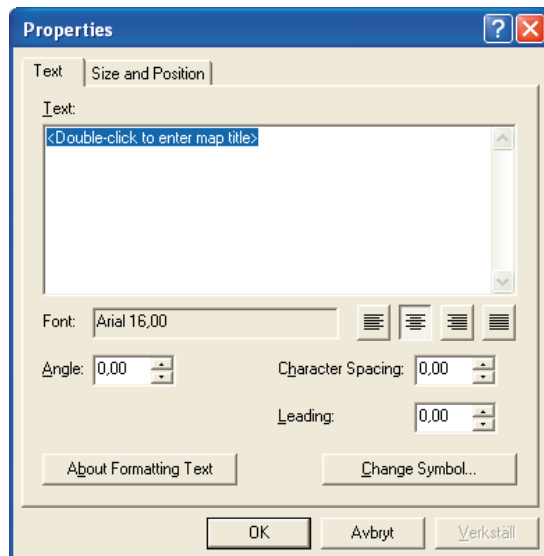 Properties
Text Size and Position
Text:
<Double-click to enter map title>
Font: Arial 16,00
Angle: 0,00 Character Spacing: 0,00
Leading: 0,00
About Formatting Text Change Symbol...
OK Avbryt Verkställ